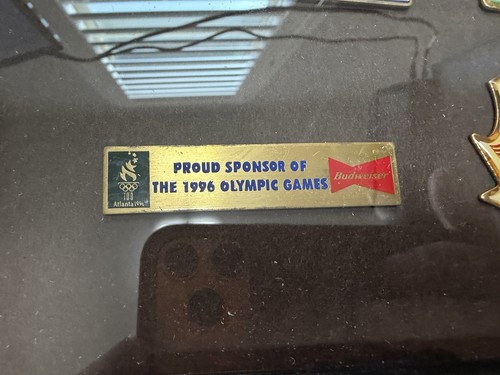 PROUD SPONSOR OF
THE 1996 OLYMPIC GAMES
Atlanta 1996
Budweiser